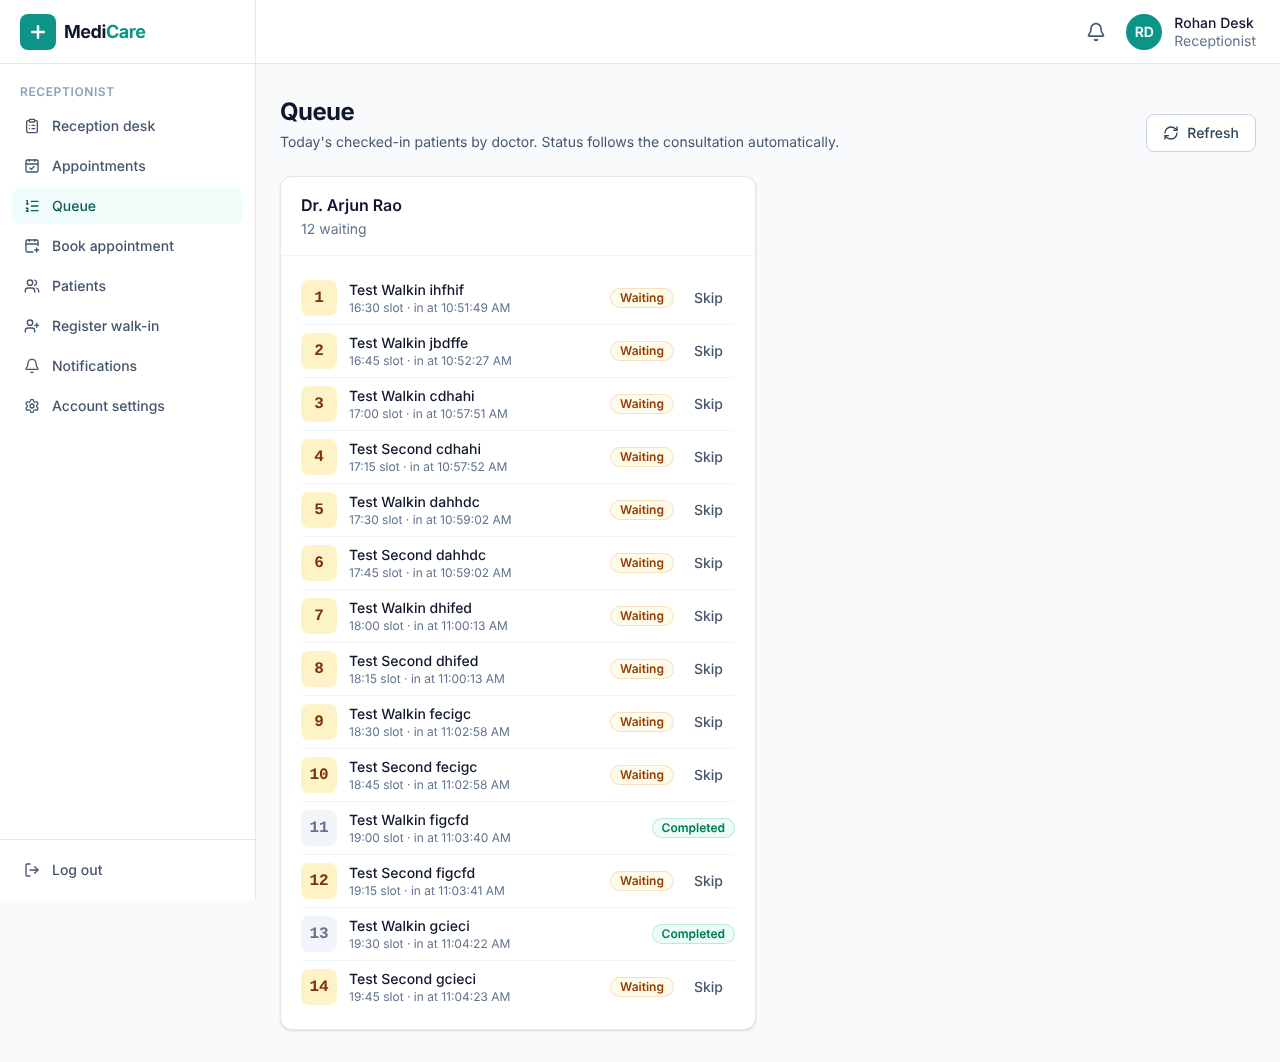 MediCare
Rohan Desk
RD
Receptionist
RECEPTIONIST
Reception desk
Appointments
Queue
Book appointment
Patients
Register walk-in
Notifications
Account settings
Log out
Queue
Today's checked-in patients by doctor. Status follows the consultation automatically.
Refresh
Dr. Arjun Rao
12 waiting
1 Test Walkin ihfhif Waiting Skip
16:30 slot · in at 10:51:49 AM
2 Test Walkin jbdffe Waiting Skip
16:45 slot · in at 10:52:27 AM
3 Test Walkin cdhahi Waiting Skip
17:00 slot · in at 10:57:51 AM
4 Test Second cdhahi Waiting Skip
17:15 slot · in at 10:57:52 AM
5 Test Walkin dahhdc Waiting Skip
17:30 slot · in at 10:59:02 AM
6 Test Second dahhdc Waiting Skip
17:45 slot · in at 10:59:02 AM
7 Test Walkin dhifed Waiting Skip
18:00 slot · in at 11:00:13 AM
8 Test Second dhifed Waiting Skip
18:15 slot · in at 11:00:13 AM
9 Test Walkin fecigc Waiting Skip
18:30 slot · in at 11:02:58 AM
10 Test Second fecigc Waiting Skip
18:45 slot · in at 11:02:58 AM
11 Test Walkin figcfd Completed
19:00 slot · in at 11:03:40 AM
12 Test Second figcfd Waiting Skip
19:15 slot · in at 11:03:41 AM
13 Test Walkin gcieci Completed
19:30 slot · in at 11:04:22 AM
14 Test Second gcieci Waiting Skip
19:45 slot · in at 11:04:23 AM